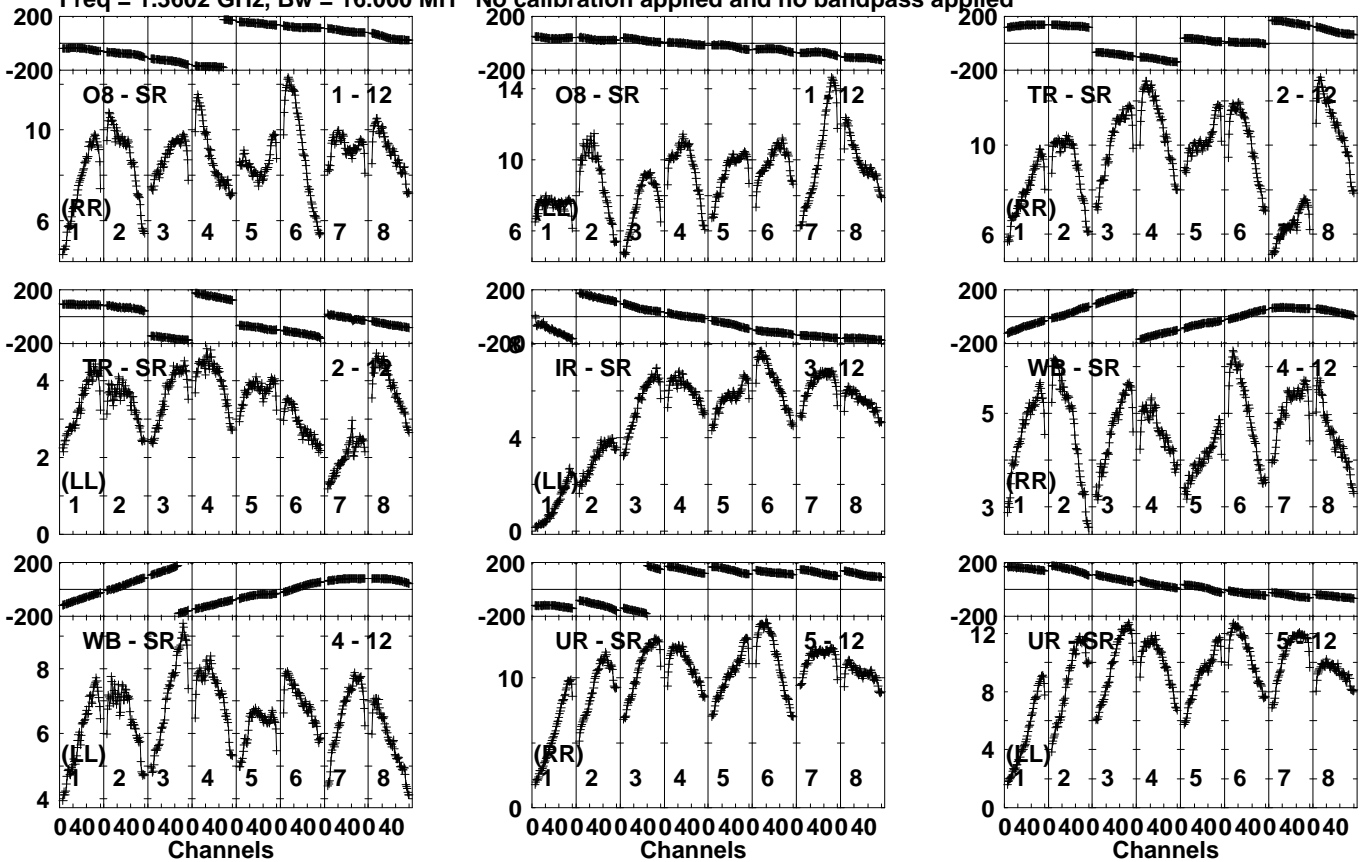 Freq = 1.3602 GHz, Bw = 16.000 MH No calibration applied and no bandpass applied
200 200 200
-200 -200 -200
O8 - SR 1 - 12 O8 - SR 1 - 12 TR - SR 2 - 12
14
10 10 10
(RR) (LL) (RR)
6 6 6
1 2 3 4 5 6 7 8 1 2 3 4 5 6 7 8 1 2 3 4 5 6 7 8
200 200 200
-200 -200 -200
8
TR - SR 2 - 12 IR - SR 3 - 12 WB - SR 4 - 12
4 4 5
2
(LL) (LL) (RR)
1 2 3 4 5 6 7 8 1 2 3 4 5 6 7 8 1 2 3 4 5 6 7 8
0 0 3
200 200 200
-200 -200 -200
WB - SR 4 - 12 UR - SR 5 - 12 UR - SR 5 - 12
8 10 12
6 8
(LL) (RR) (LL)
4
1 2 3 4 5 6 7 8 1 2 3 4 5 6 7 8 1 2 3 4 5 6 7 8
4 0 0
0 40 0 40 0 40 0 40 0 40 0 40 0 40 0 40 0 40 0 40 0 40 0 40 0 40 0 40 0 40 0 40 0 40 0 40 0 40 0 40 0 40 0 40 0 40 0 40
Channels Channels Channels